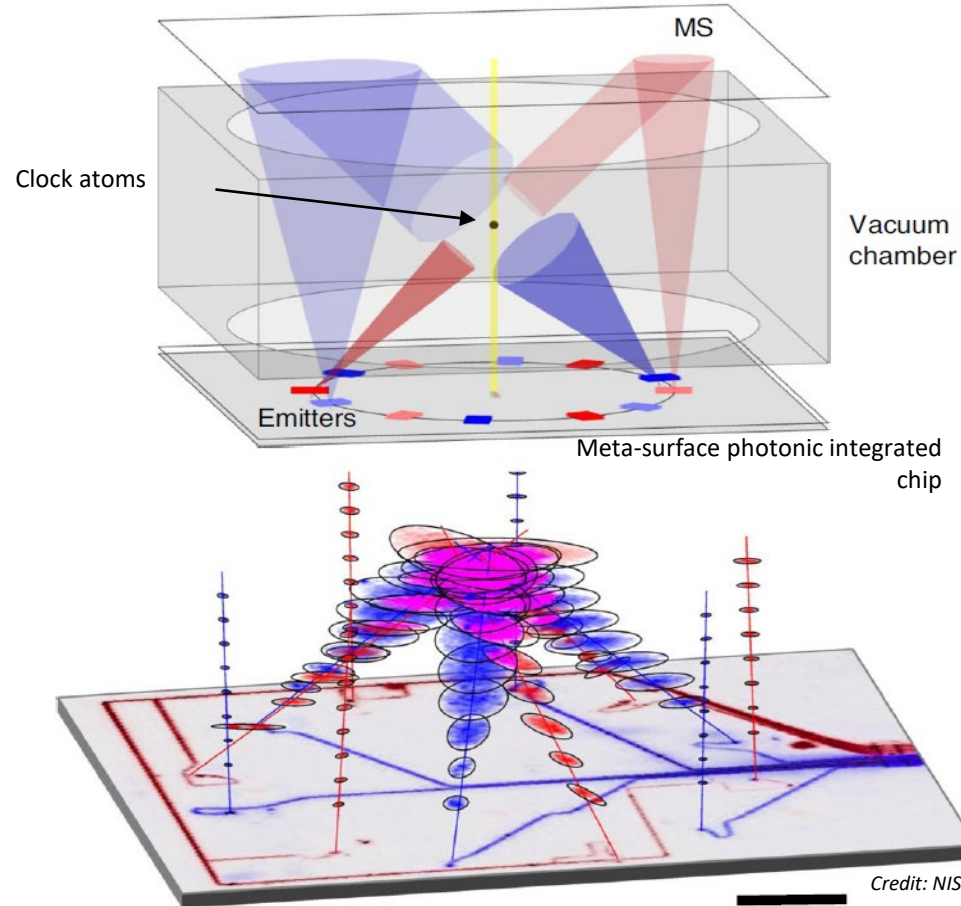 MS
Clock atoms
Vacuum
chamber
Emitters
Meta-surface photonic integrated
chip
Credit: NIS